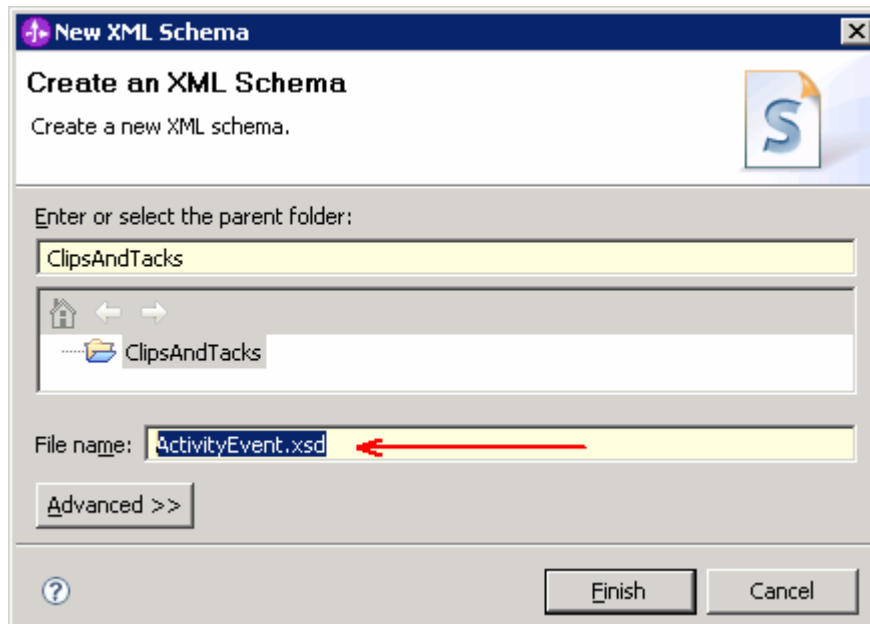 New XML Schema
Create an XML Schema
Create a new XML schema.
Enter or select the parent folder:
ClipsAndTacks
ClipsAndTacks
File name: ActivityEvent.xsd
Advanced >>
Finish Cancel